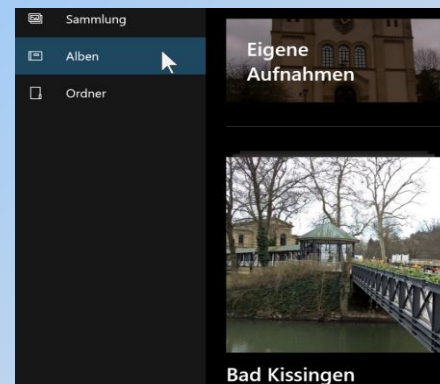 Sammlung
Alben
Ordner
Eigene
Aufnahmen
Bad Kissingen